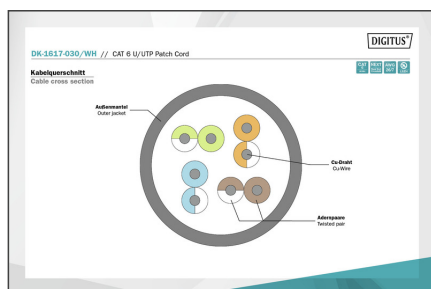 DIGITUS®
DK-1617-030/WH // CAT 6 U/UTP Patch Cord
Kabelquerschnitt
Cable cross section
Außenmantel
Outer jacket
Cu-Draht
Cu-Wire
Aderspaare
Twisted pair